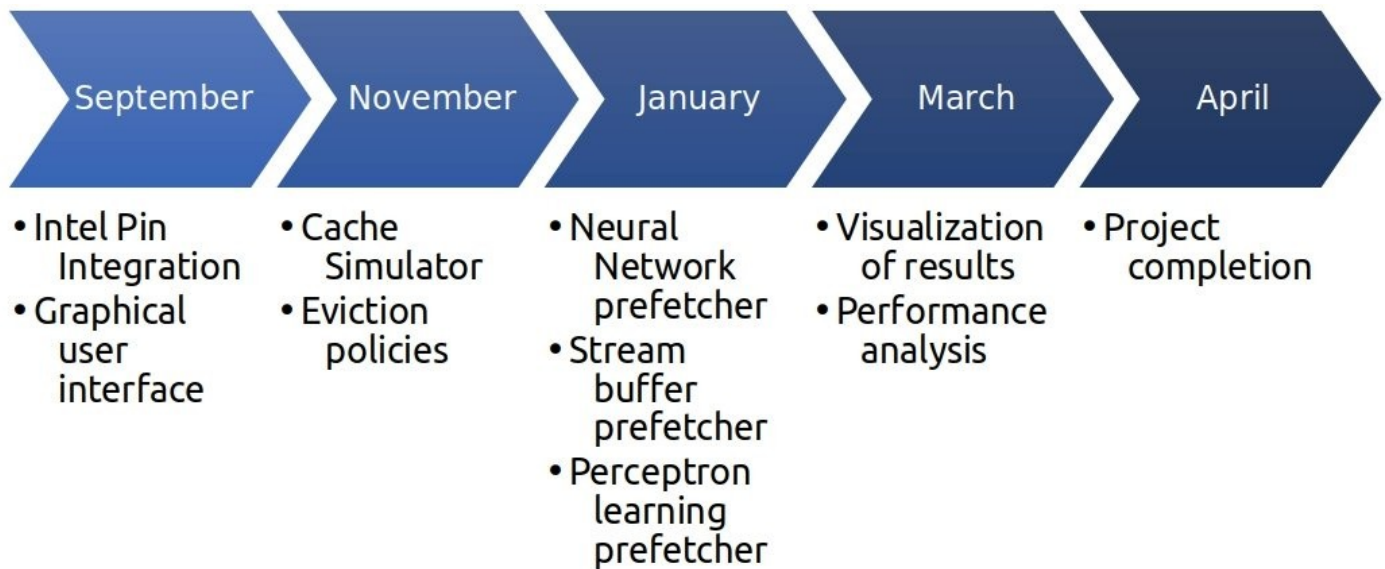 September
November
January
March
April
• Intel Pin
Integration
• Graphical
user
interface
• Cache
Simulator
• Eviction
policies
• Neural
Network
prefetcher
• Stream
buffer
prefetcher
• Perceptron
learning
prefetcher
• Visualization
of results
• Performance
analysis
• Project
completion